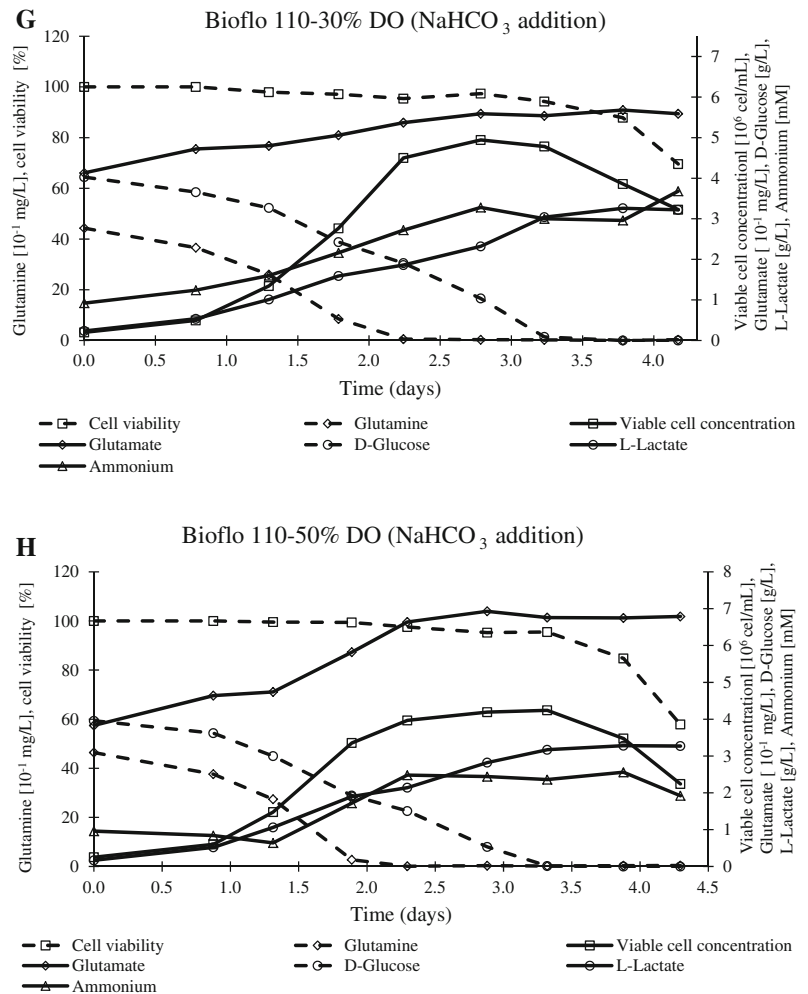 G
Bioflo 110-30% DO (NaHCO3 addition)
Glutamine [10-1 mg/L], cell viability [%]
120
100
80
60
40
20
0
7
6
5
4
3
2
1
0
Viable cell concentrationl [106 cel/mL],
Glutamate [ 10-1 mg/L], D-Glucose [g/L],
L-Lactate [g/L], Ammonium [mM]
0.0 0.5 1.0 1.5 2.0 2.5 3.0 3.5 4.0
Time (days)
Cell viability Glutamine Viable cell concentration
Glutamate D-Glucose L-Lactate
Ammonium
H
Bioflo 110-50% DO (NaHCO3 addition)
Glutamine [10-1 mg/L], cell viability [%]
120
100
80
60
40
20
0
8
7
6
5
4
3
2
1
0
Viable cell concentrationl [106 cel/mL],
Glutamate [ 10-1 mg/L], D-Glucose [g/L],
L-Lactate [g/L], Ammonium [mM]
0.0 0.5 1.0 1.5 2.0 2.5 3.0 3.5 4.0 4.5
Time (days)
Cell viability Glutamine Viable cell concentration
Glutamate D-Glucose L-Lactate
Ammonium